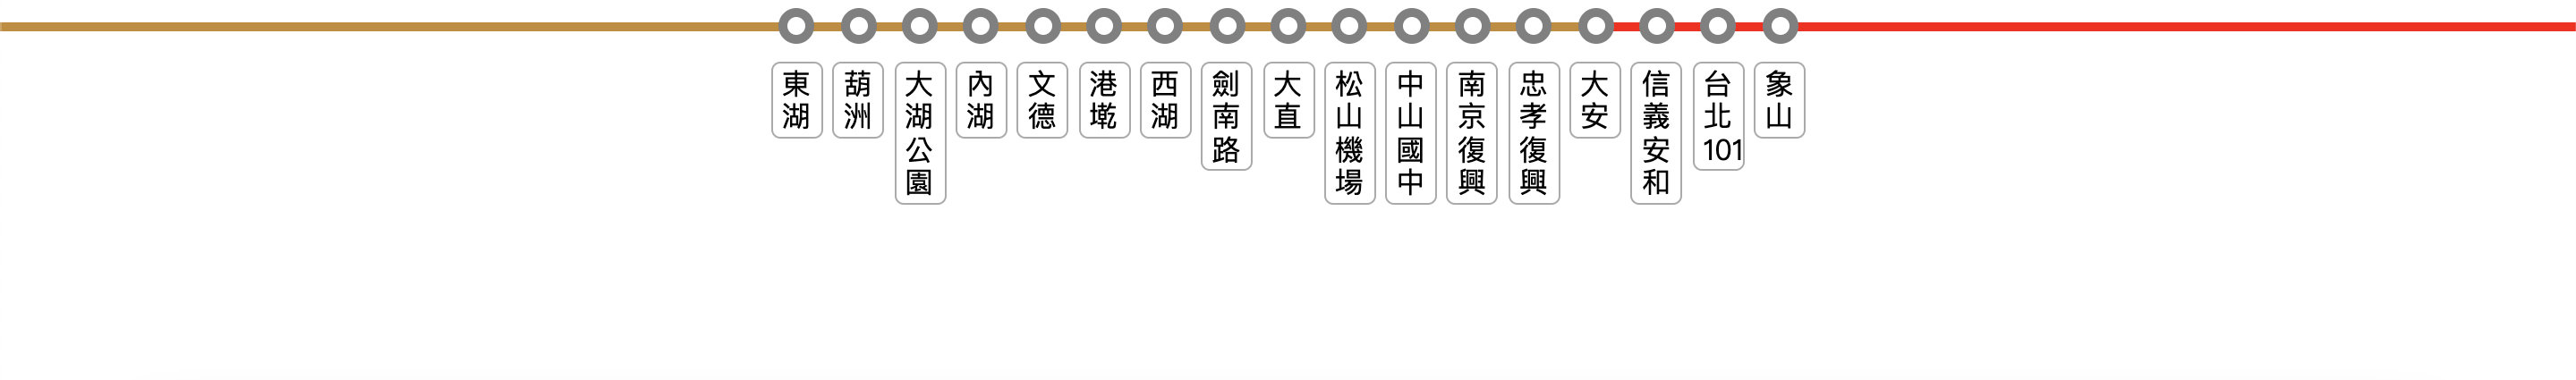 東湖
葫洲
大湖公園
內湖
文德
港墘
西湖
劍南路
大直
松山機場
中山國中
南京復興
忠孝復興
大安
信義安和
台北101
象山